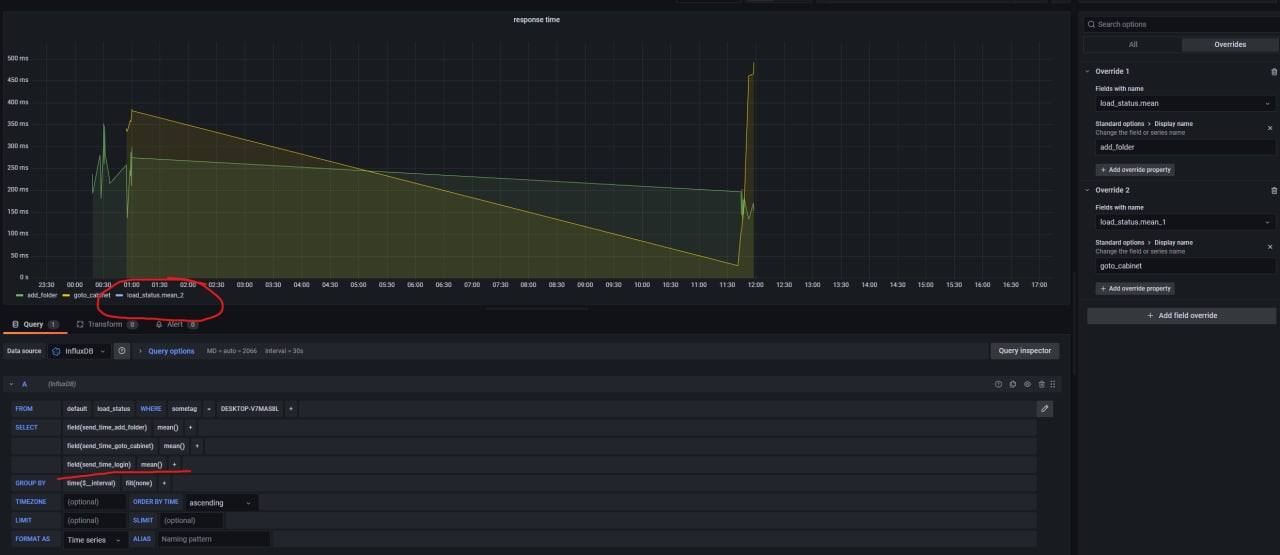 response time
Search options
All Overrides
500 ms
450 ms
400 ms
350 ms
300 ms
250 ms
200 ms
150 ms
100 ms
50 ms
0 s
23:30 00:00 00:30 01:00 01:30 02:00 02:30 03:00 03:30 04:00 04:30 05:00 05:30 06:00 06:30 07:00 07:30 08:00 08:30 09:00 09:30 10:00 10:30 11:00 11:30 12:00 12:30 13:00 13:30 14:00 14:30 15:00 15:30 16:00 16:30 17:00
add_folder goto_cabinet load_status.mean_2
Override 1
Fields with name
load_status.mean
Standard options > Display name
Change the field or series name
add_folder
+ Add override property
Override 2
Fields with name
load_status.mean_1
Standard options > Display name
Change the field or series name
goto_cabinet
+ Add override property
+ Add field override
Query 1 Transform 0 Alert 0
Data source InfluxDB > Query options MD = auto = 2066 Interval = 30s Query inspector
A (InfluxDB)
FROM default load_status WHERE sometag = DESKTOP-V7MAS8L +
SELECT field(send_time_add_folder) mean() +
field(send_time_goto_cabinet) mean() +
field(send_time_login) mean() +
GROUP BY time($__interval) fill(none) +
TIMEZONE (optional) ORDER BY TIME ascending
LIMIT (optional) SLIMIT (optional)
FORMAT AS Time series ALIAS Naming pattern